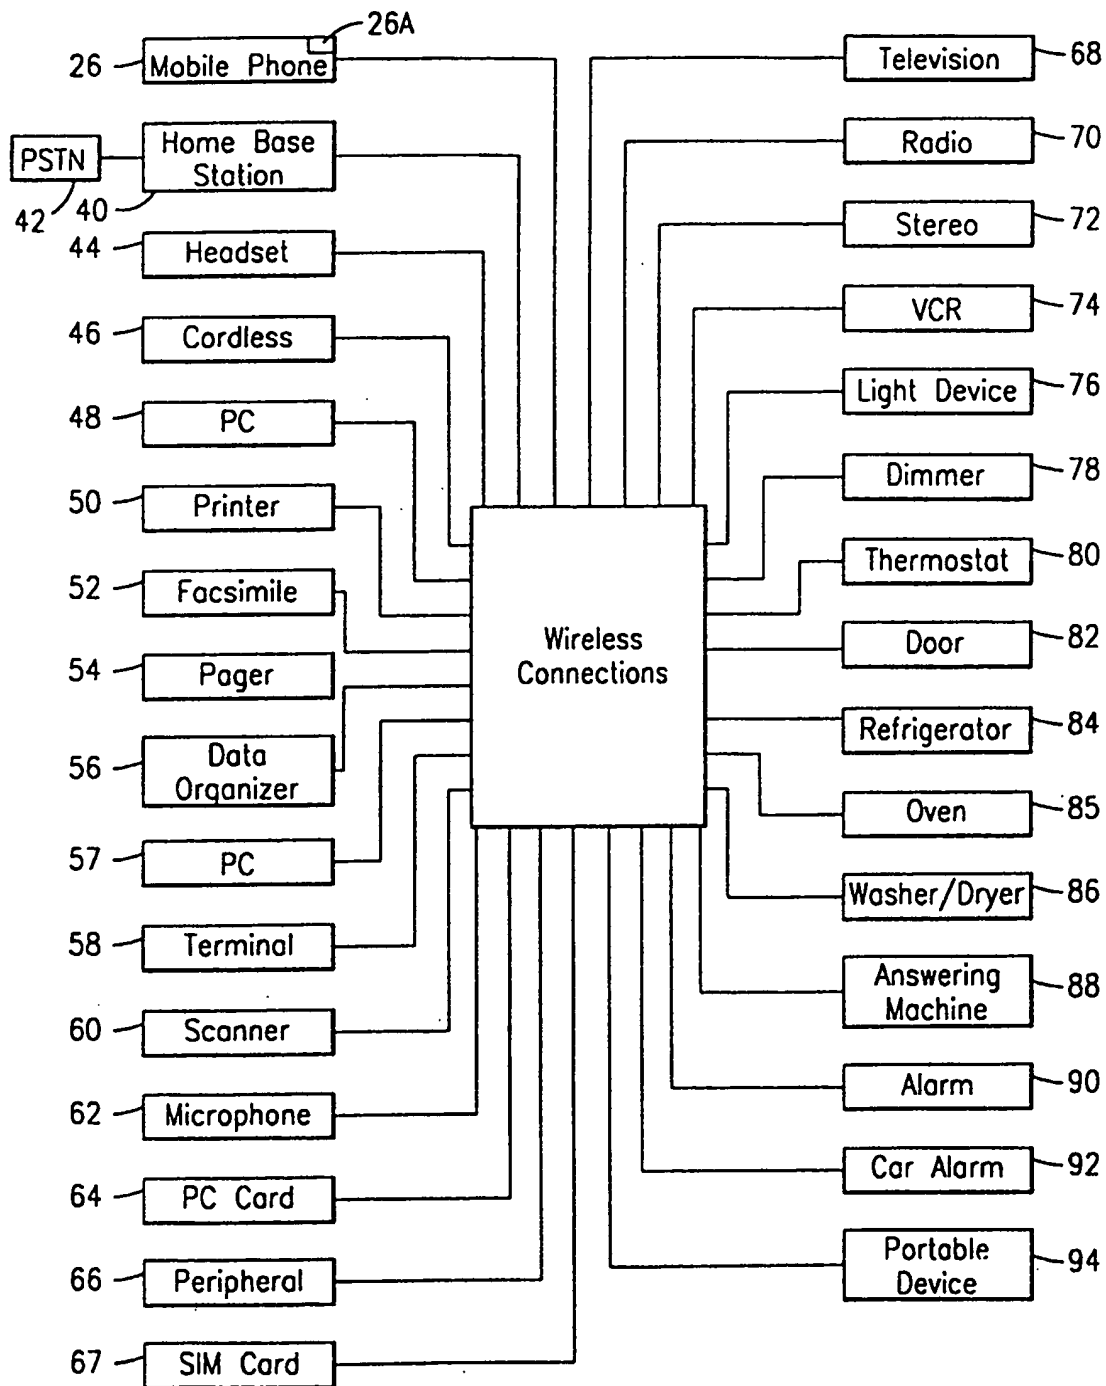 26A
26 Mobile Phone
PSTN
42
Home Base
Station
40
44 Headset
46 Cordless
48 PC
50 Printer
52 Facsimile
54 Pager
56 Data
Organizer
57 PC
58 Terminal
60 Scanner
62 Microphone
64 PC Card
66 Peripheral
67 SIM Card
Wireless
Connections
Television 68
Radio 70
Stereo 72
VCR 74
Light Device 76
Dimmer 78
Thermostat 80
Door 82
Refrigerator 84
Oven 85
Washer/Dryer 86
Answering
Machine 88
Alarm 90
Car Alarm 92
Portable
Device 94